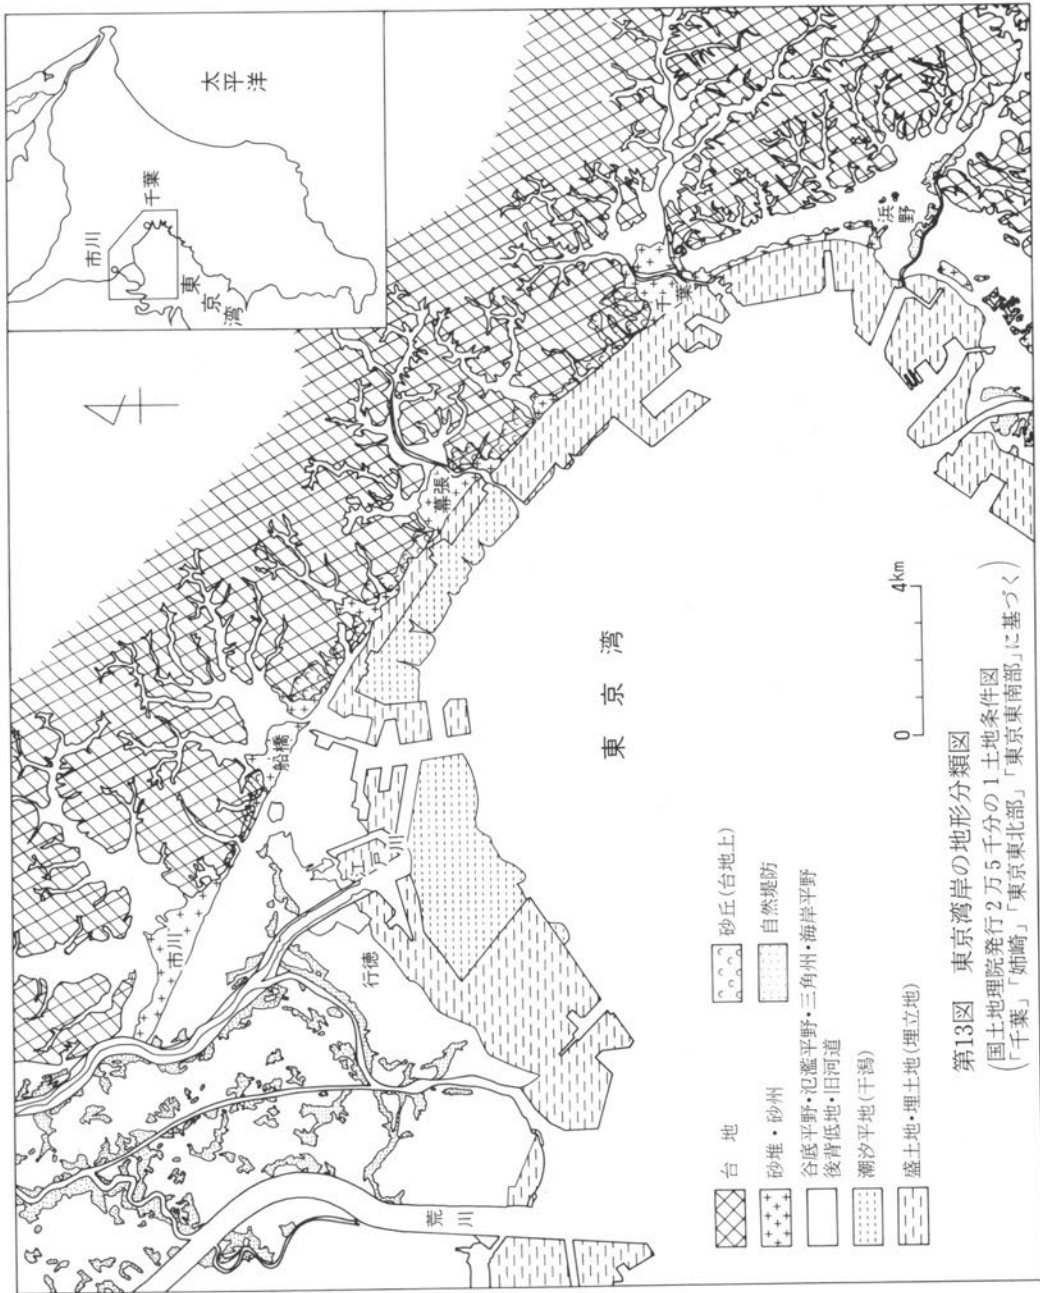 太平洋
市川
千葉
東京湾
市川
船橋
幕張
千葉
浜野
江戸川
行徳
荒川
東京湾
0
4km
台地
砂堆・砂州
谷底平野・氾濫平野・三角州・海岸平野
後背低地・旧河道
潮汐平地(干潟)
盛土地・埋土地(埋立地)
砂丘(台地上)
自然堤防
第13図 東京湾岸の地形分類図
(国土地理院発行2万5千分の1土地条件図
「千葉」「姉崎」「東京東北部」「東京東南部」に基づく)